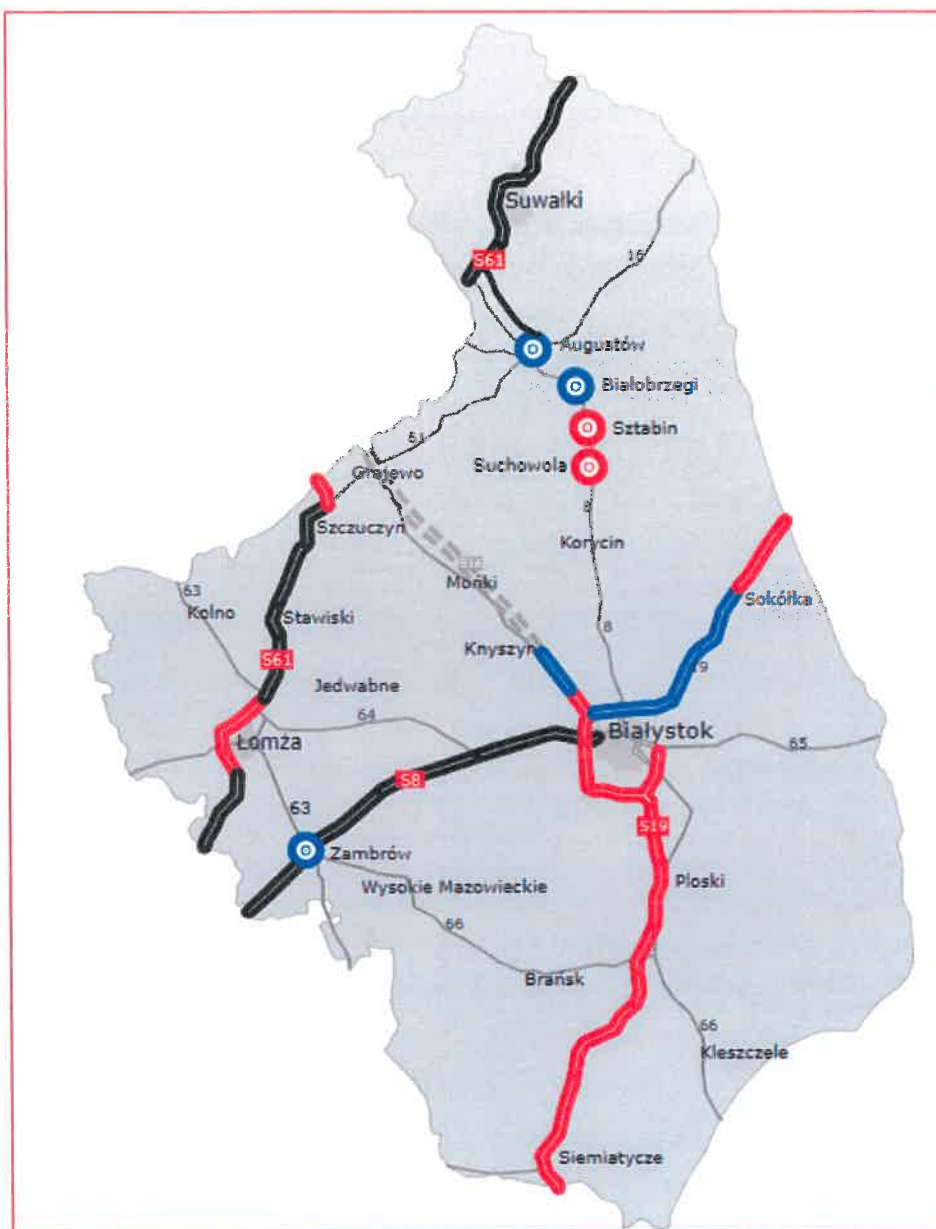 Suwałki
S61
16
Augustów
Białobrzegi
61
Sztabin
Suchowola
Grajewo
8
Szczuczyn
Korycin
Mońki
63
Kolno
Stawiski
Sokółka
8
Knyszyn
S61
19
Jedwabne
64
Białystok
Łomża
65
S8
63
S19
Zambrów
Ploski
Wysokie Mazowieckie
66
Brańsk
66
Kleszczele
Siemiatycze